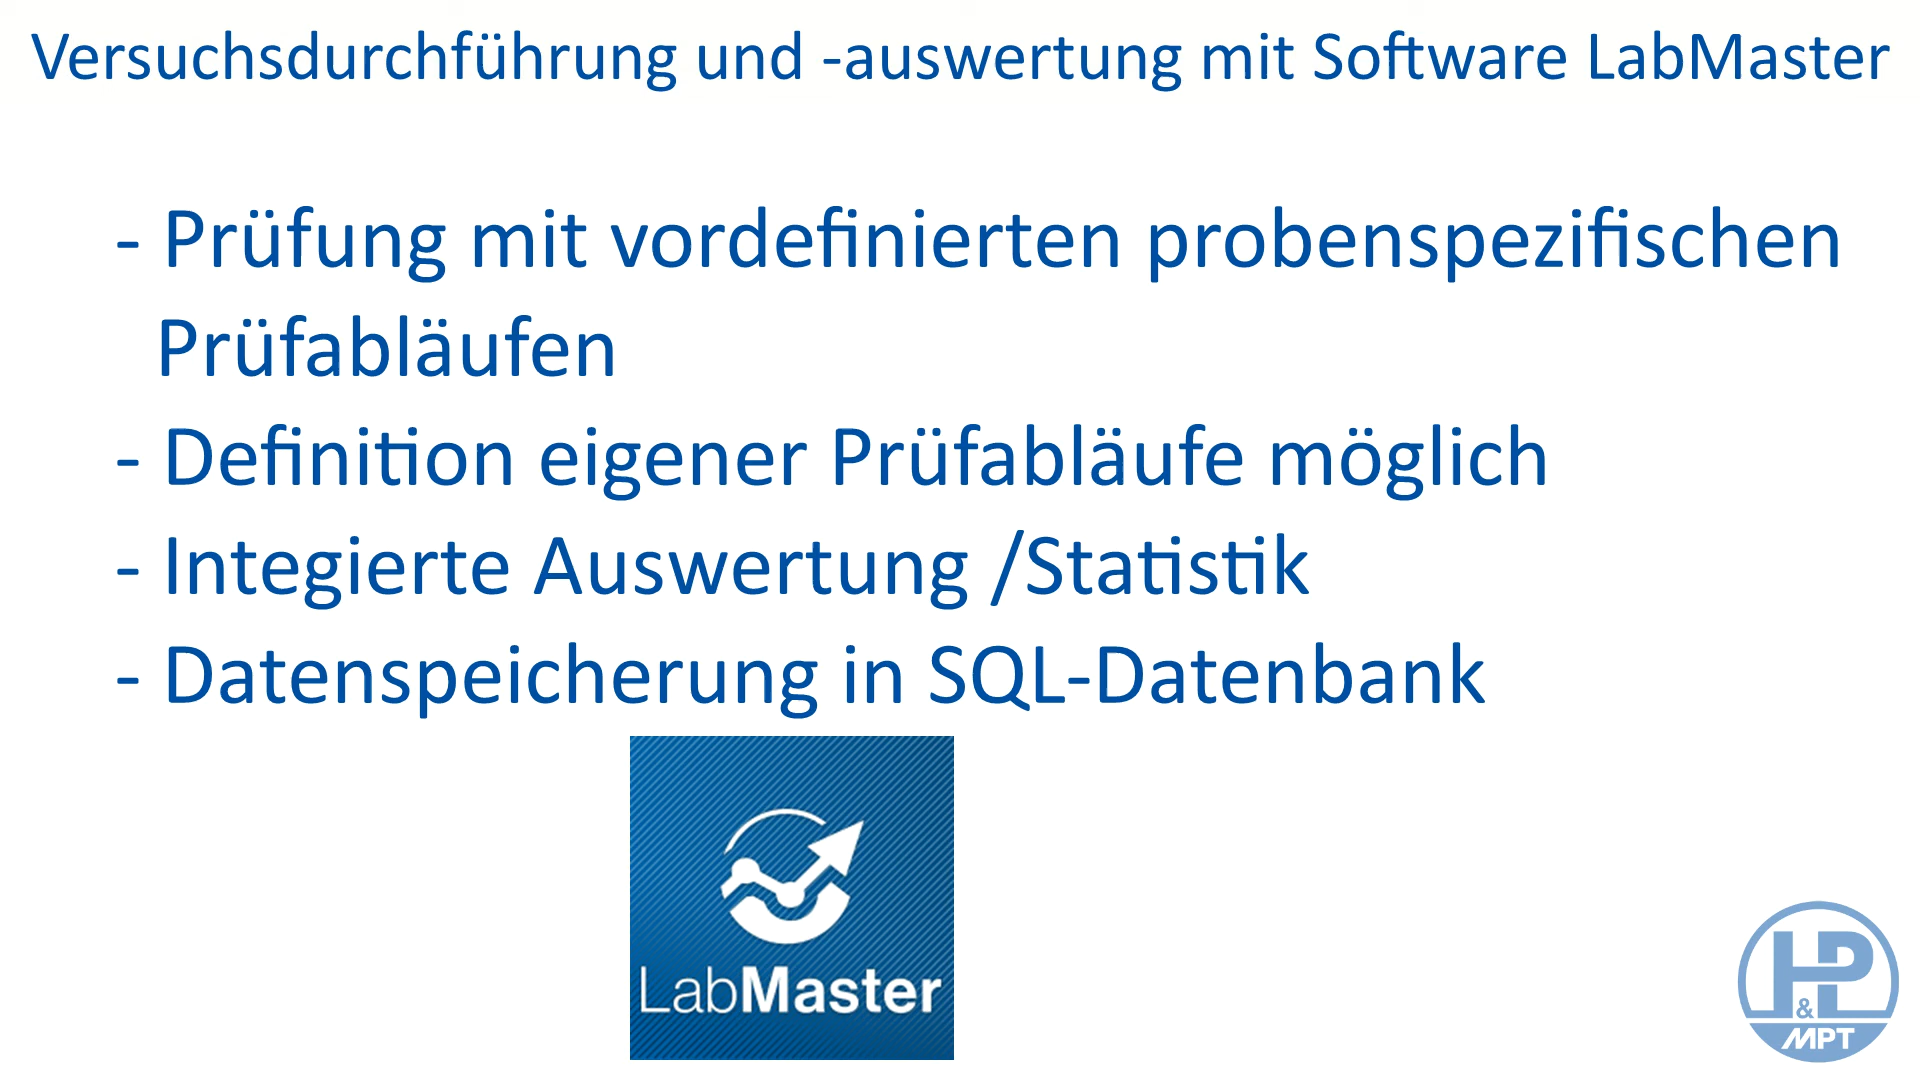 Versuchsdurchführung und -auswertung mit Software LabMaster
- Prüfung mit vordefinierten probenspezifischen
Prüfabläufen
- Definition eigener Prüfabläufe möglich
- Integierte Auswertung /Statistik
- Datenspeicherung in SQL-Datenbank
LabMaster
H&P
MPT